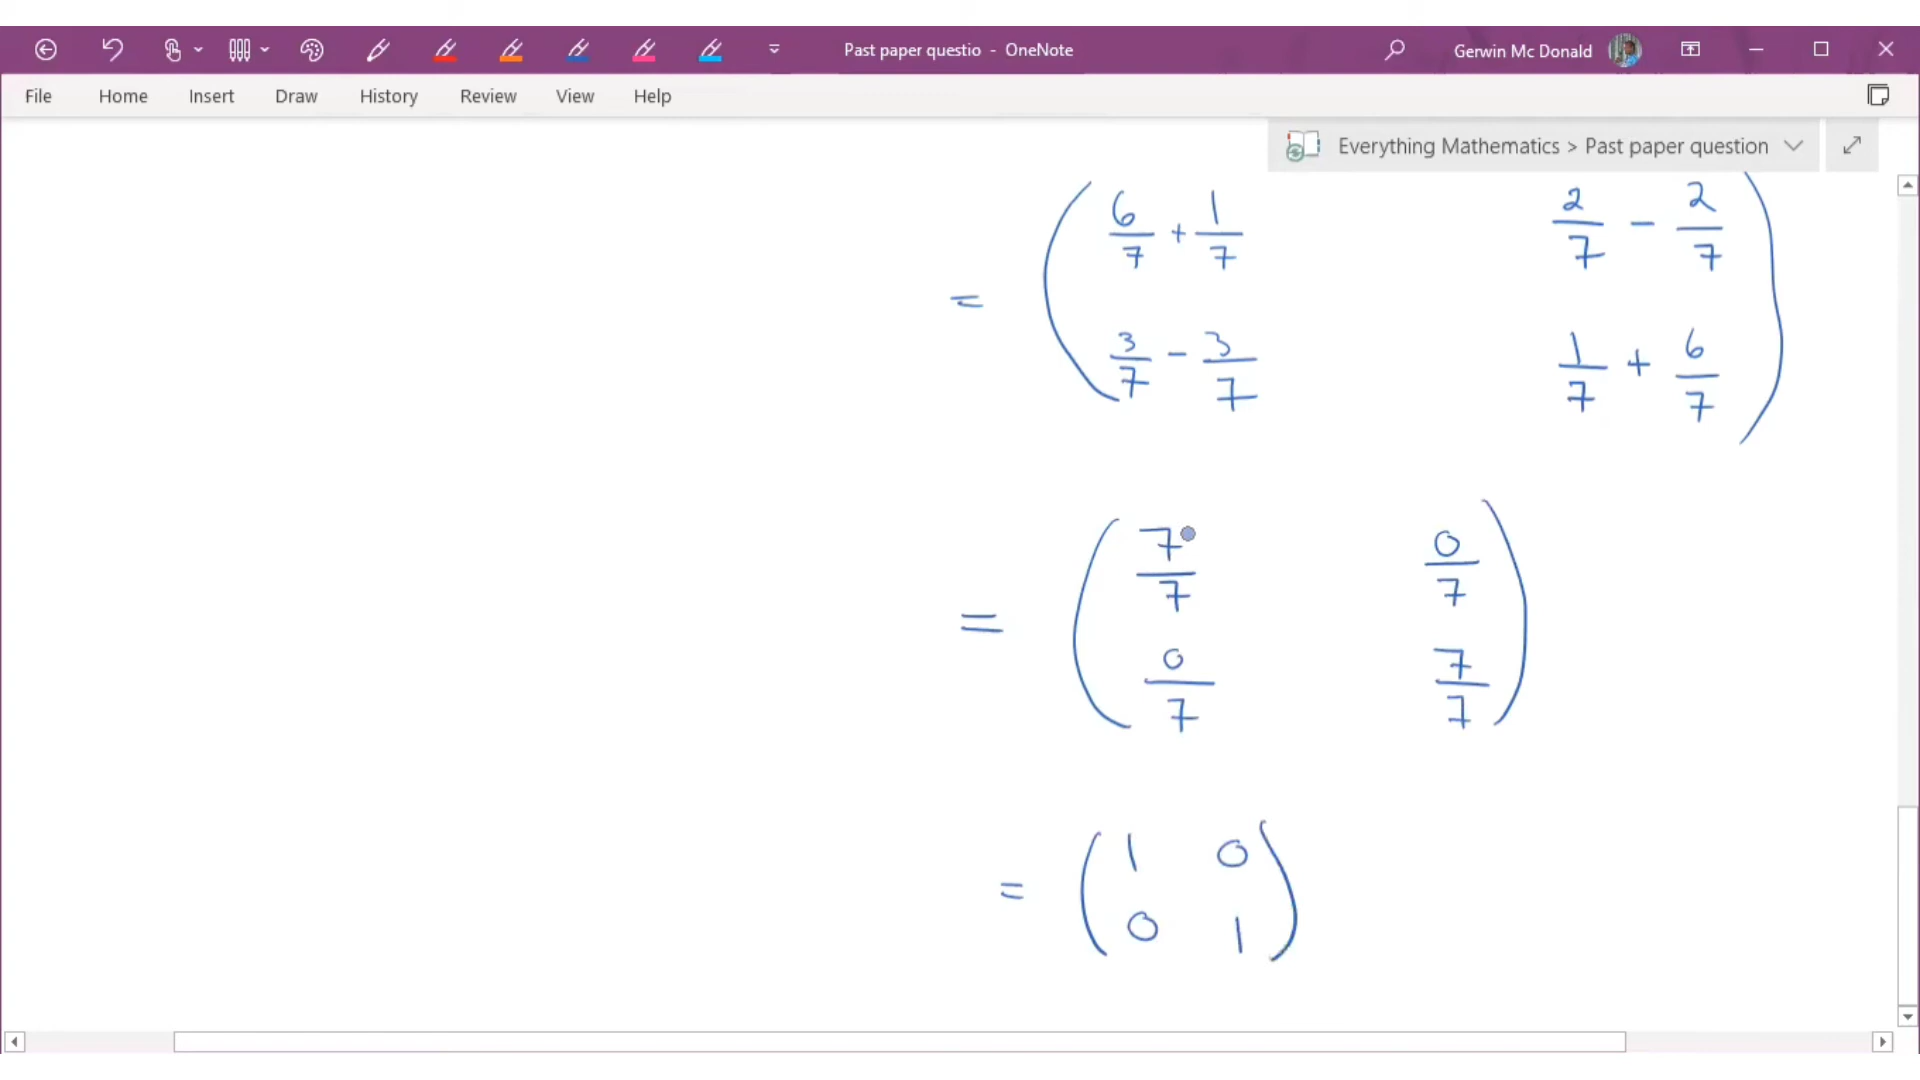 Past paper questio - OneNote
Gerwin Mc Donald
File Home Insert Draw History Review View Help
Everything Mathematics > Past paper question
= ( 6/7 + 1/7   2/7 - 2/7
3/7 - 3/7   1/7 + 6/7 )
= ( 7/7   0/7
0/7   7/7 )
= ( 1 0
0 1 )